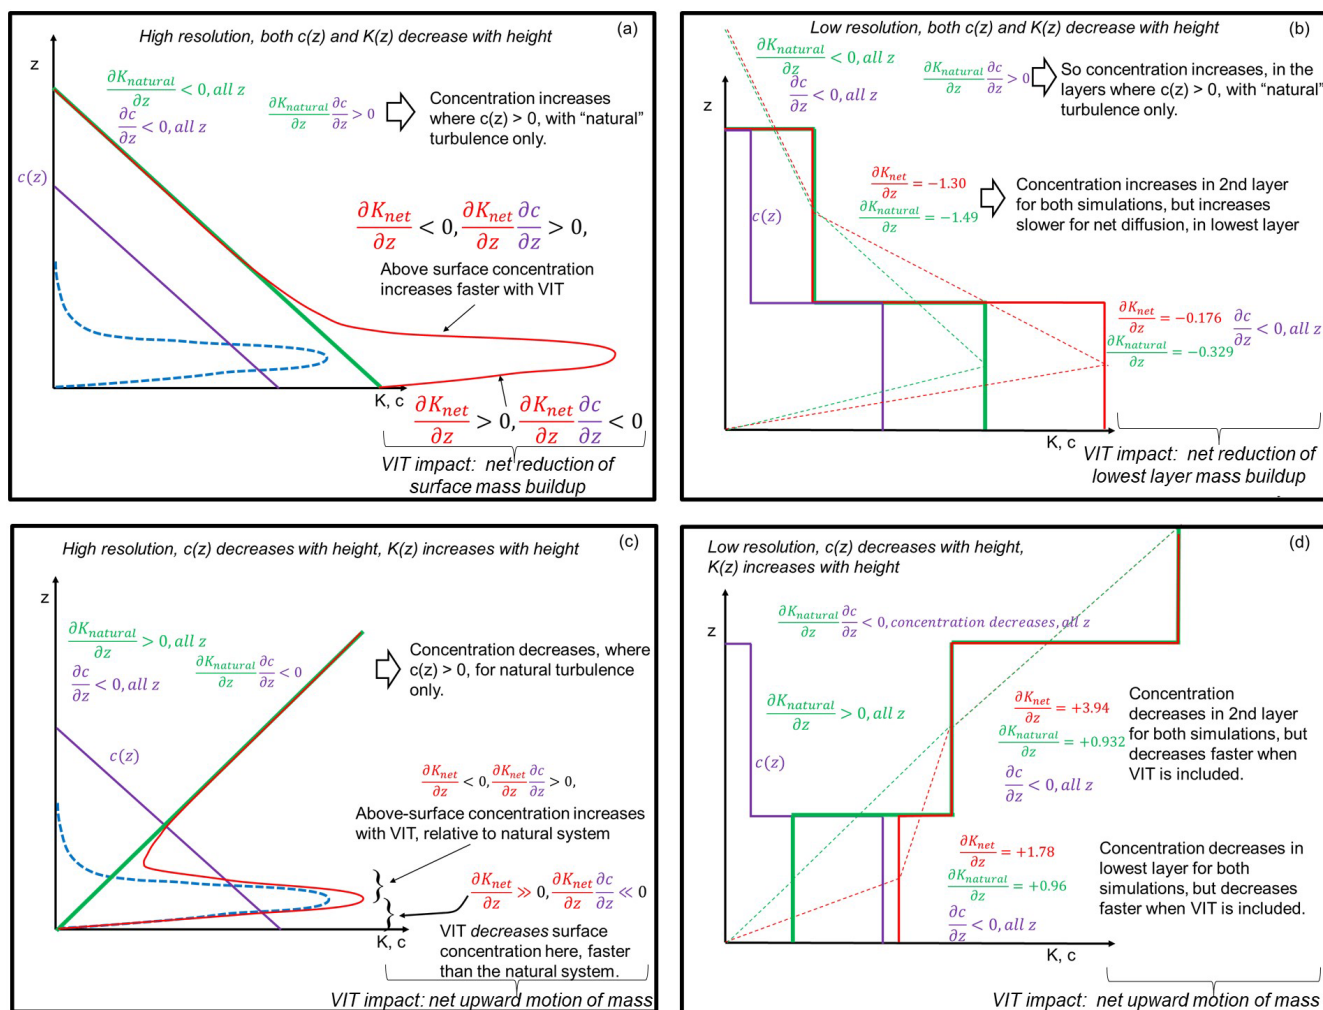 High resolution, both c(z) and K(z) decrease with height
(a)
z
∂K_natural/∂z < 0, all z
∂c/∂z < 0, all z
∂K_natural/∂z ∂c/∂z > 0
Concentration increases
where c(z) > 0, with “natural”
turbulence only.
c(z)
∂K_net/∂z < 0, ∂K_net/∂z ∂c/∂z > 0,
Above surface concentration
increases faster with VIT
K, c
∂K_net/∂z > 0, ∂K_net/∂z ∂c/∂z < 0
VIT impact: net reduction of
surface mass buildup
Low resolution, both c(z) and K(z) decrease with height
(b)
z
∂K_natural/∂z < 0, all z
∂c/∂z < 0, all z
∂K_natural/∂z ∂c/∂z > 0
So concentration increases, in the
layers where c(z) > 0, with “natural”
turbulence only.
c(z)
∂K_net/∂z = −1.30
∂K_natural/∂z = −1.49
Concentration increases in 2nd layer
for both simulations, but increases
slower for net diffusion, in lowest layer
∂K_net/∂z = −0.176
∂K_natural/∂z = −0.329
∂c/∂z < 0, all z
K, c
VIT impact: net reduction of
lowest layer mass buildup
High resolution, c(z) decreases with height, K(z) increases with height
(c)
z
∂K_natural/∂z > 0, all z
∂c/∂z < 0, all z
∂K_natural/∂z ∂c/∂z < 0
Concentration decreases, where
c(z) > 0, for natural turbulence
only.
c(z)
∂K_net/∂z < 0, ∂K_net/∂z ∂c/∂z > 0,
Above-surface concentration increases
with VIT, relative to natural system
∂K_net/∂z ≫ 0, ∂K_net/∂z ∂c/∂z ≪ 0
K, c
VIT decreases surface
concentration here, faster
than the natural system.
VIT impact: net upward motion of mass
Low resolution, c(z) decreases with height,
K(z) increases with height
(d)
z
∂K_natural/∂z ∂c/∂z < 0, concentration decreases, all z
∂K_natural/∂z > 0, all z
c(z)
∂K_net/∂z = +3.94
∂K_natural/∂z = +0.932
∂c/∂z < 0, all z
Concentration
decreases in 2nd layer
for both simulations, but
decreases faster when
VIT is included.
∂K_net/∂z = +1.78
∂K_natural/∂z = +0.96
∂c/∂z < 0, all z
Concentration decreases in
lowest layer for both
simulations, but decreases
faster when VIT is included.
K, c
VIT impact: net upward motion of mass